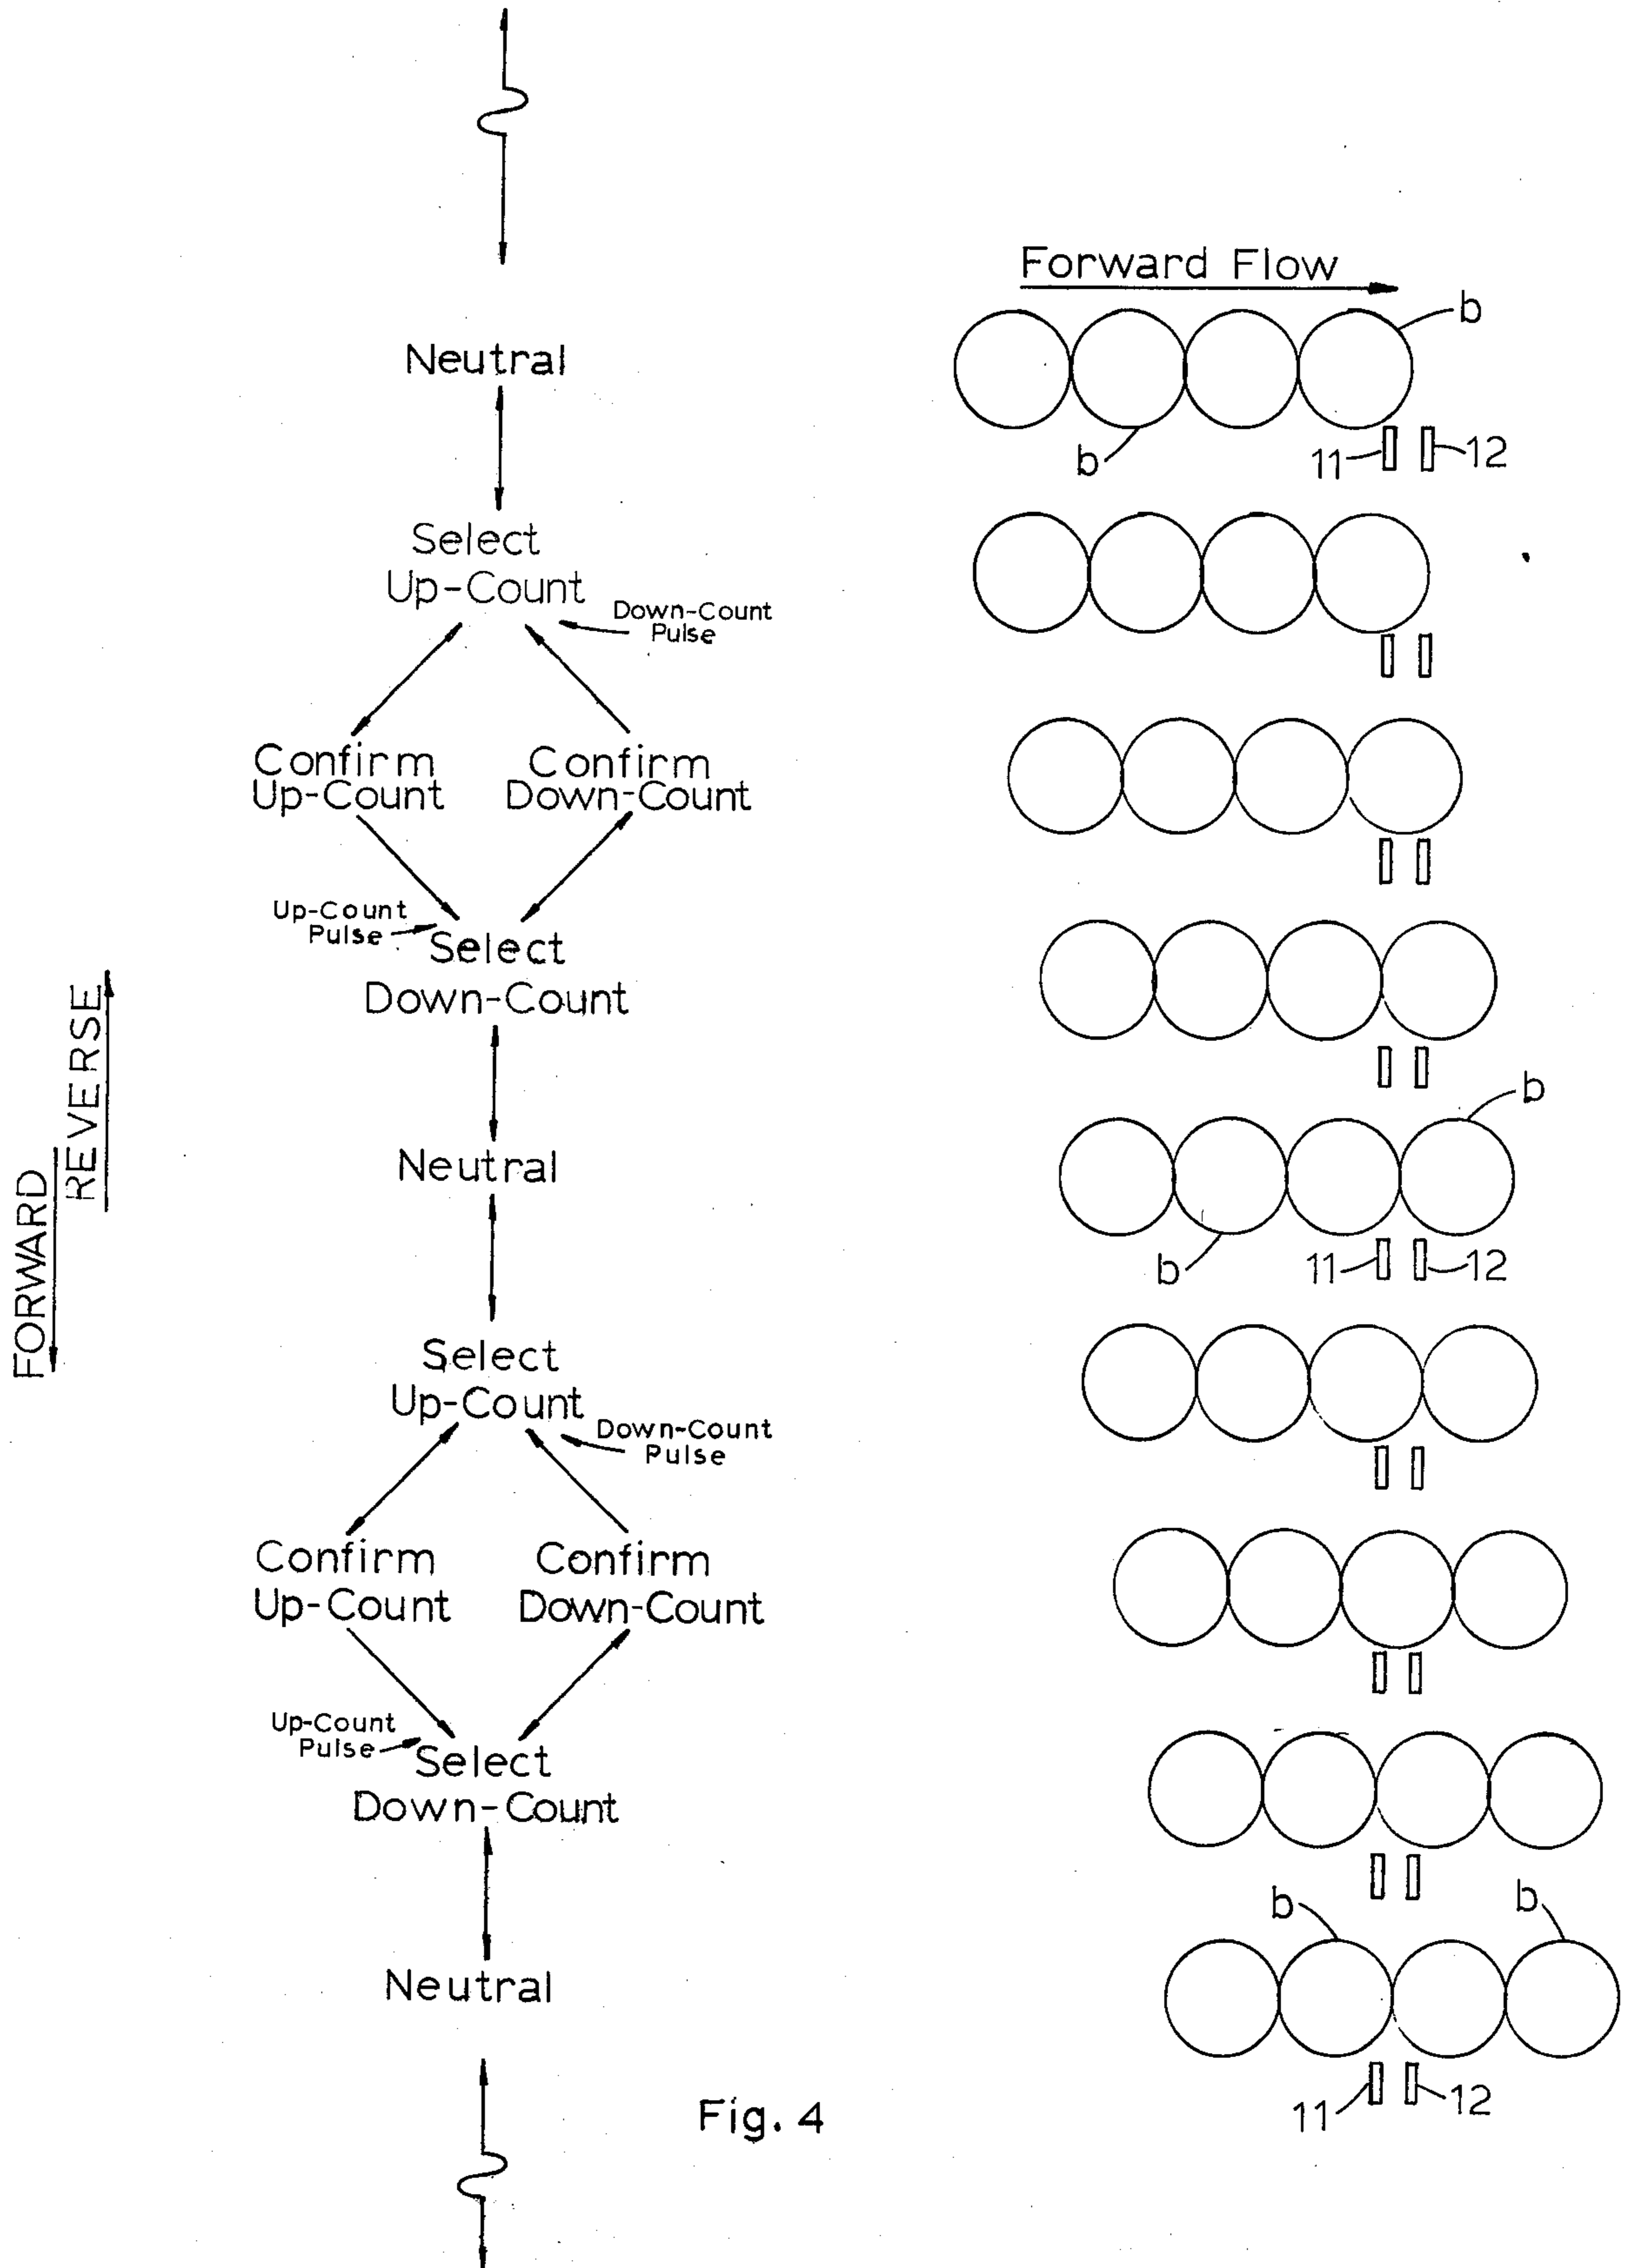 Forward Flow
b
Neutral
b
11
12
Select
Up-Count
Down-Count
Pulse
Confirm
Up-Count
Confirm
Down-Count
Up-Count
Pulse
Select
Down-Count
REVERSE
FORWARD
b
Neutral
b
11
12
Select
Up-Count
Down-Count
Pulse
Confirm
Up-Count
Confirm
Down-Count
Up-Count
Pulse
Select
Down-Count
b
b
Neutral
11
12
Fig. 4